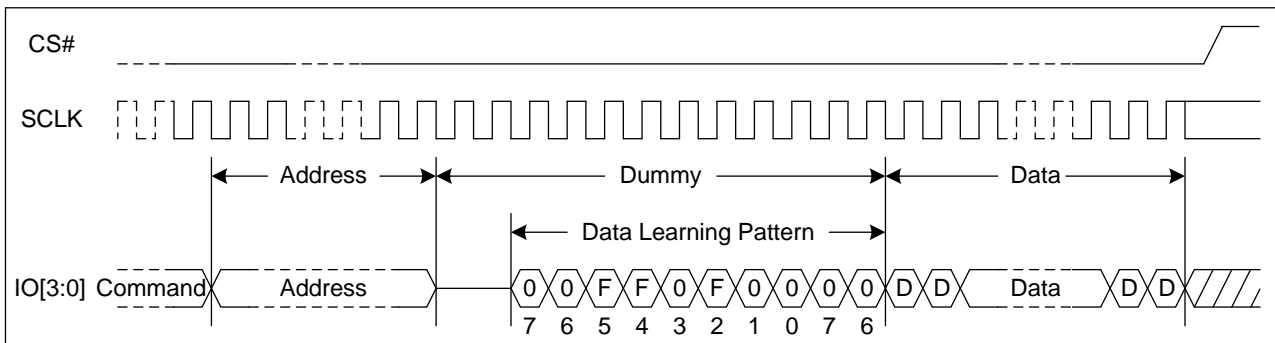 CS#
SCLK
Address Dummy Data
Data Learning Pattern
IO[3:0] Command Address 0 0 F F 0 F 0 0 0 0 D D Data D D
7 6 5 4 3 2 1 0 7 6